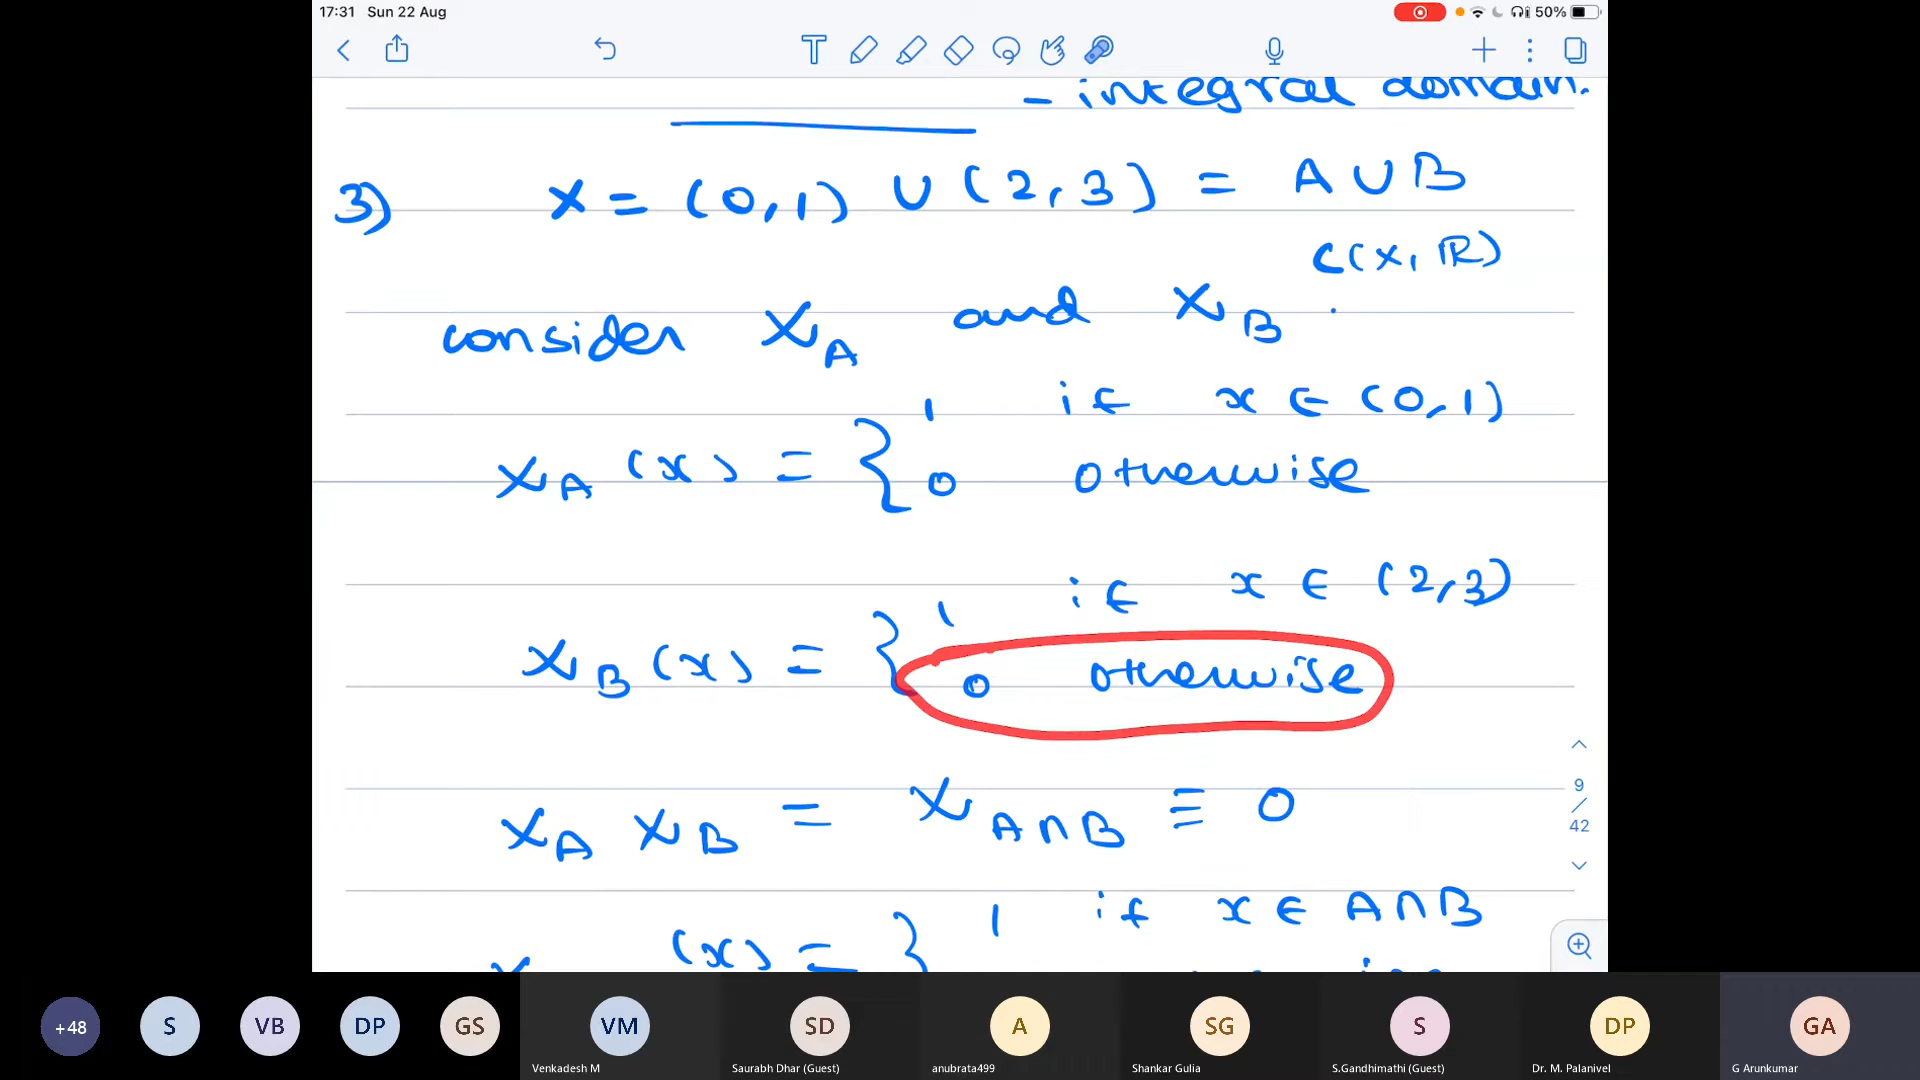 17:31 Sun 22 Aug
50%
- integral domain.
3) X = (0,1) ∪ (2,3) = A ∪ B
C(X, ℝ)
consider χ_A and χ_B .
χ_A (x) = { 1 if x ∈ (0,1)
0 otherwise
χ_B (x) = { 1 if x ∈ (2,3)
0 otherwise
χ_A χ_B = χ_{A∩B} ≡ 0
(x) = { 1 if x ∈ A∩B
9
/
42
+48 S VB DP GS VM SD A SG S DP GA
Venkadesh M Saurabh Dhar (Guest) anubrata499 Shankar Gulia S.Gandhimathi (Guest) Dr. M. Palanivel G Arunkumar